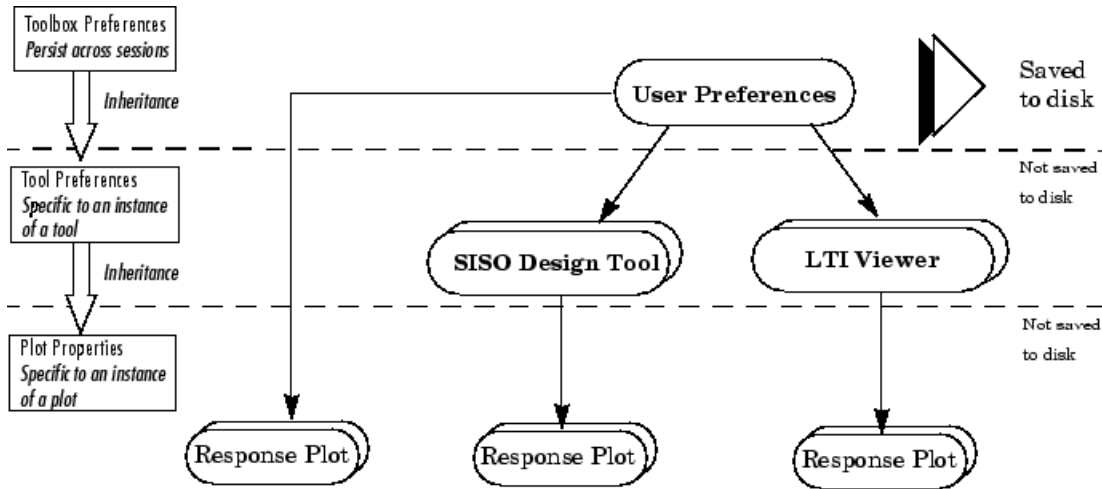 Toolbox Preferences
Persist across sessions
Inheritance
User Preferences
Saved
to disk
Not saved
to disk
Tool Preferences
Specific to an instance
of a tool
Inheritance
SISO Design Tool
LTI Viewer
Not saved
to disk
Plot Properties
Specific to an instance
of a plot
Response Plot
Response Plot
Response Plot